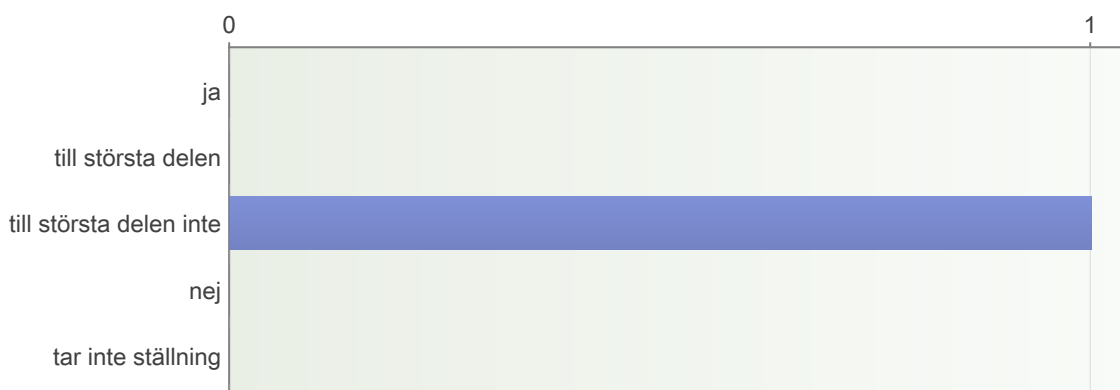 0 1
ja
till största delen
till största delen inte
nej
tar inte ställning